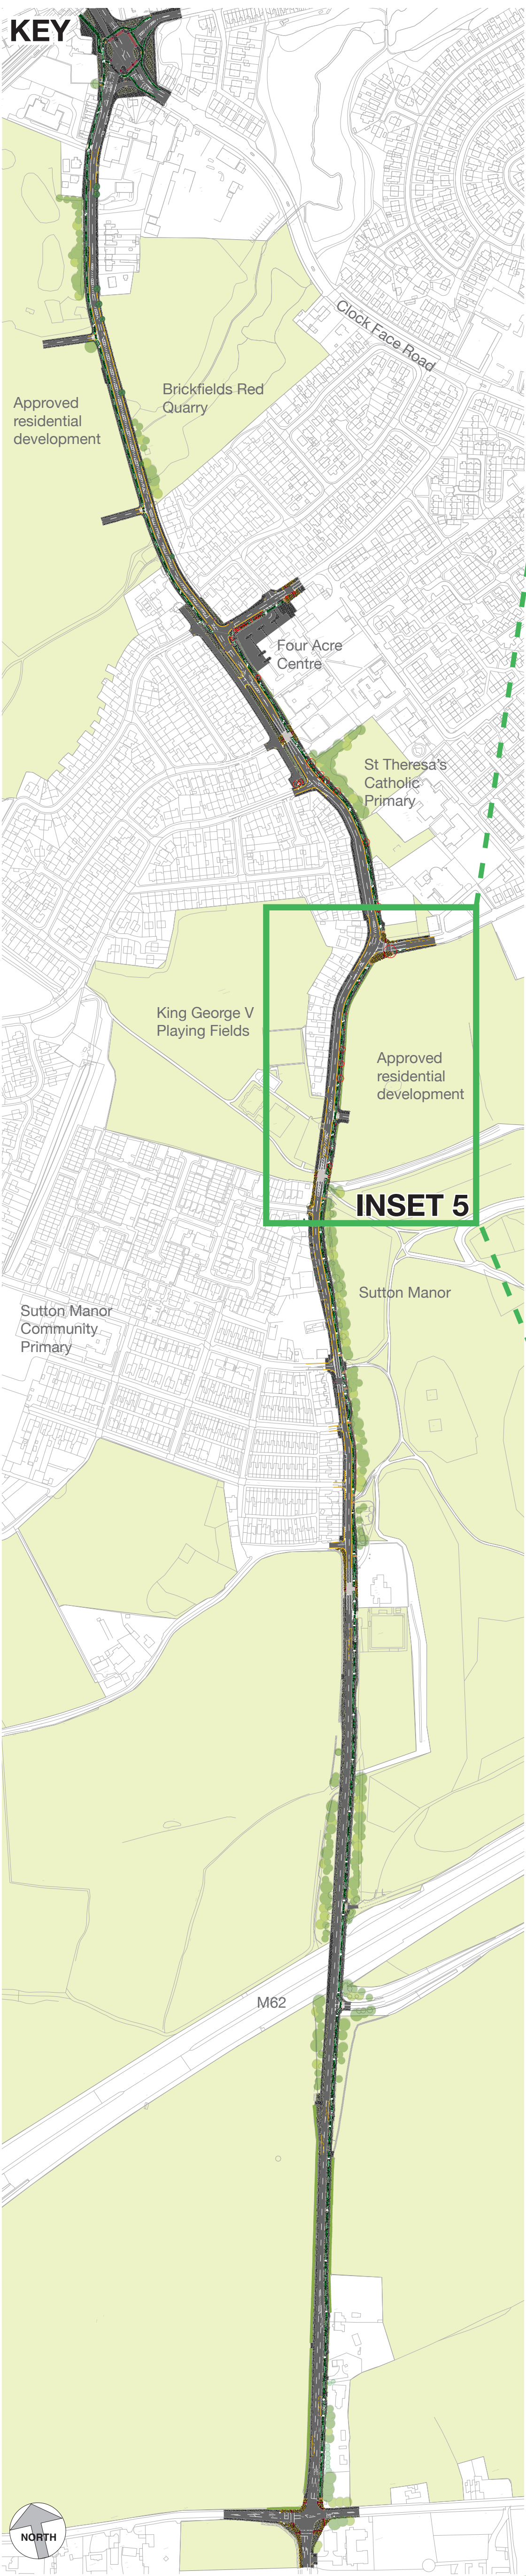 KEY
Clock Face Road
Brickfields Red
Quarry
Approved
residential
development
Four Acre
Centre
St Theresa's
Catholic
Primary
King George V
Playing Fields
Approved
residential
development
INSET 5
Sutton Manor
Sutton Manor
Community
Primary
M62
NORTH